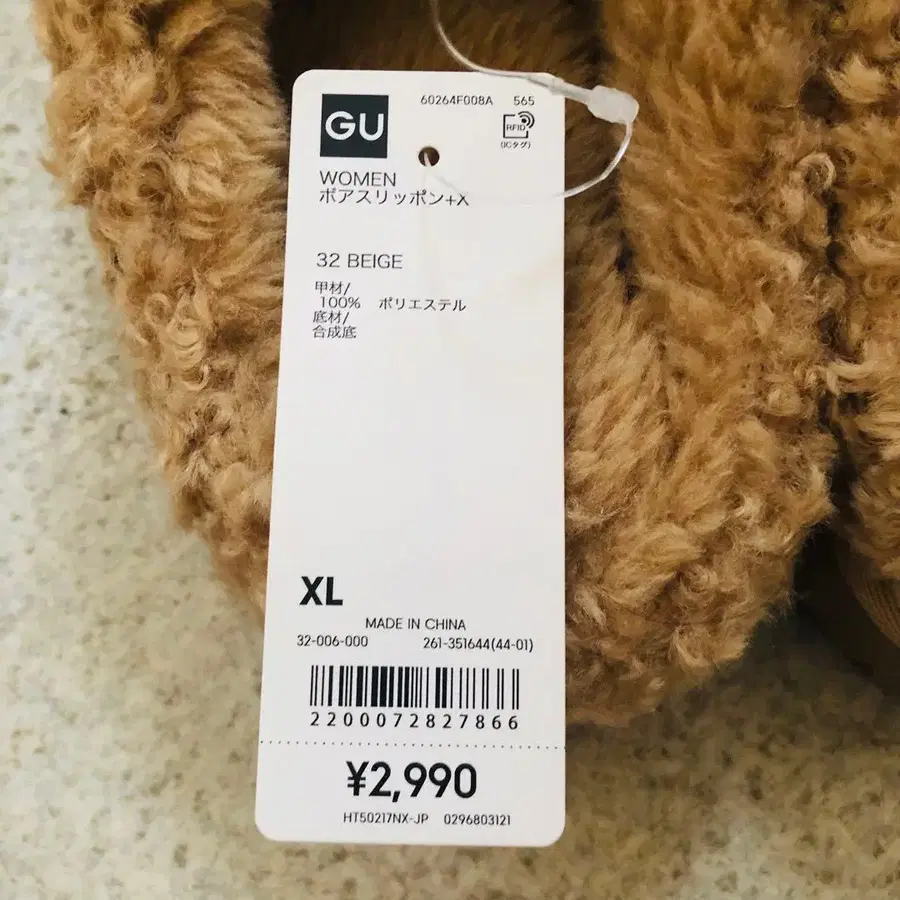 GU
60264F008A 565
RFID
(ICタグ)
WOMEN
ボアスリッポン+X
32 BEIGE
甲材/
100% ポリエステル
底材/
合成底
XL
MADE IN CHINA
32-006-000 261-351644(44-01)
2200072827866
¥2,990
HT50217NX-JP 0296803121